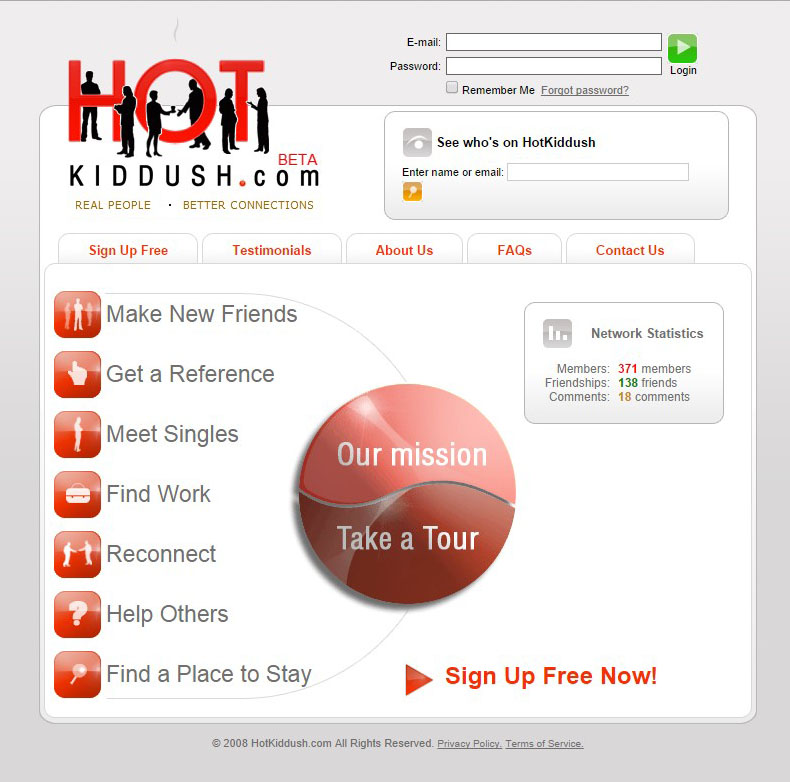 E-mail:
Password:
Login
Remember Me Forgot password?
HOT
BETA
KIDDUSH.com
REAL PEOPLE · BETTER CONNECTIONS
See who's on HotKiddush
Enter name or email:
Sign Up Free
Testimonials
About Us
FAQs
Contact Us
Make New Friends
Get a Reference
Meet Singles
Find Work
Reconnect
Help Others
Find a Place to Stay
Our mission
Take a Tour
Network Statistics
Members: 371 members
Friendships: 138 friends
Comments: 18 comments
Sign Up Free Now!
© 2008 HotKiddush.com All Rights Reserved. Privacy Policy. Terms of Service.